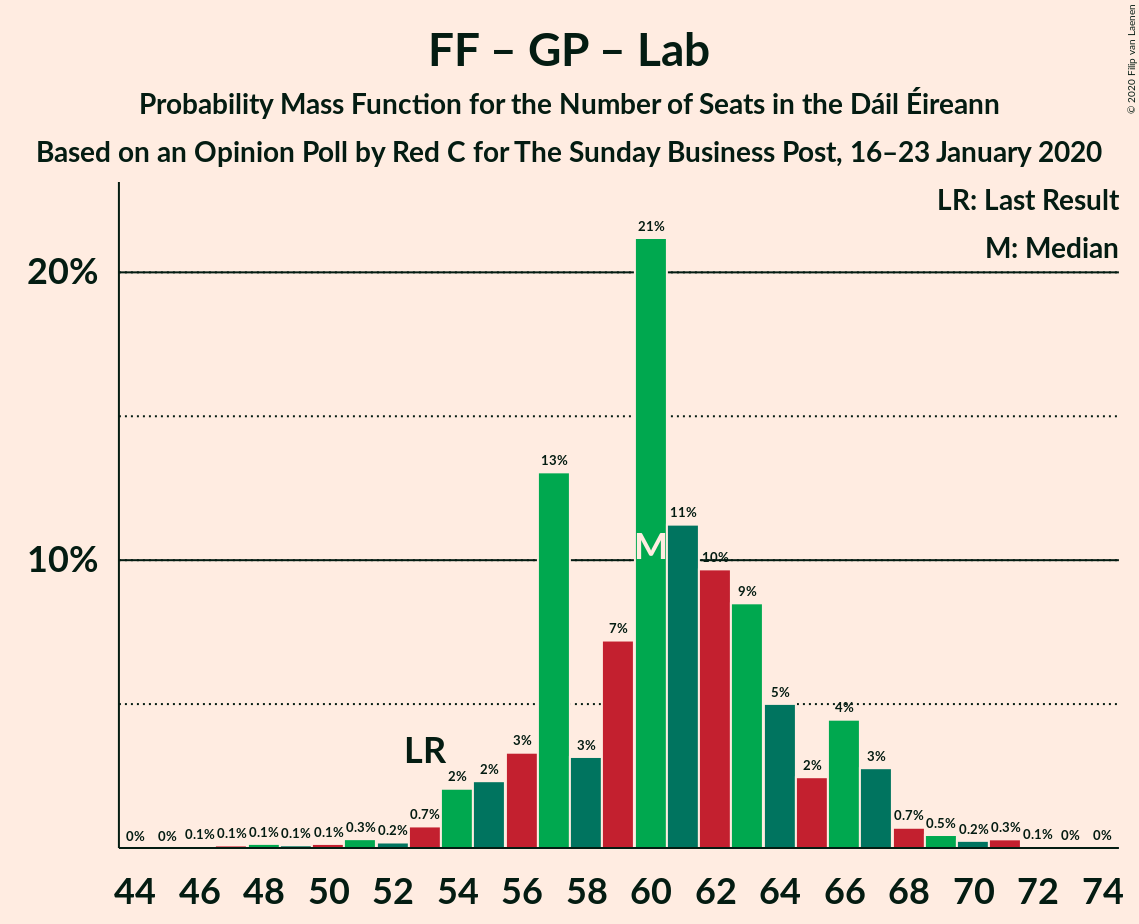 FF – GP – Lab
Probability Mass Function for the Number of Seats in the Dáil Éireann
Based on an Opinion Poll by Red C for The Sunday Business Post, 16–23 January 2020
© 2020 Filip van Laenen
LR: Last Result
M: Median
20%
10%
0% 0% 0.1% 0.1% 0.1% 0.1% 0.1% 0.3% 0.2% 0.7% 2% 2% 3% 13% 3% 7% 21% 11% 10% 9% 5% 2% 4% 3% 0.7% 0.5% 0.2% 0.3% 0.1% 0% 0%
LR
M
44 46 48 50 52 54 56 58 60 62 64 66 68 70 72 74